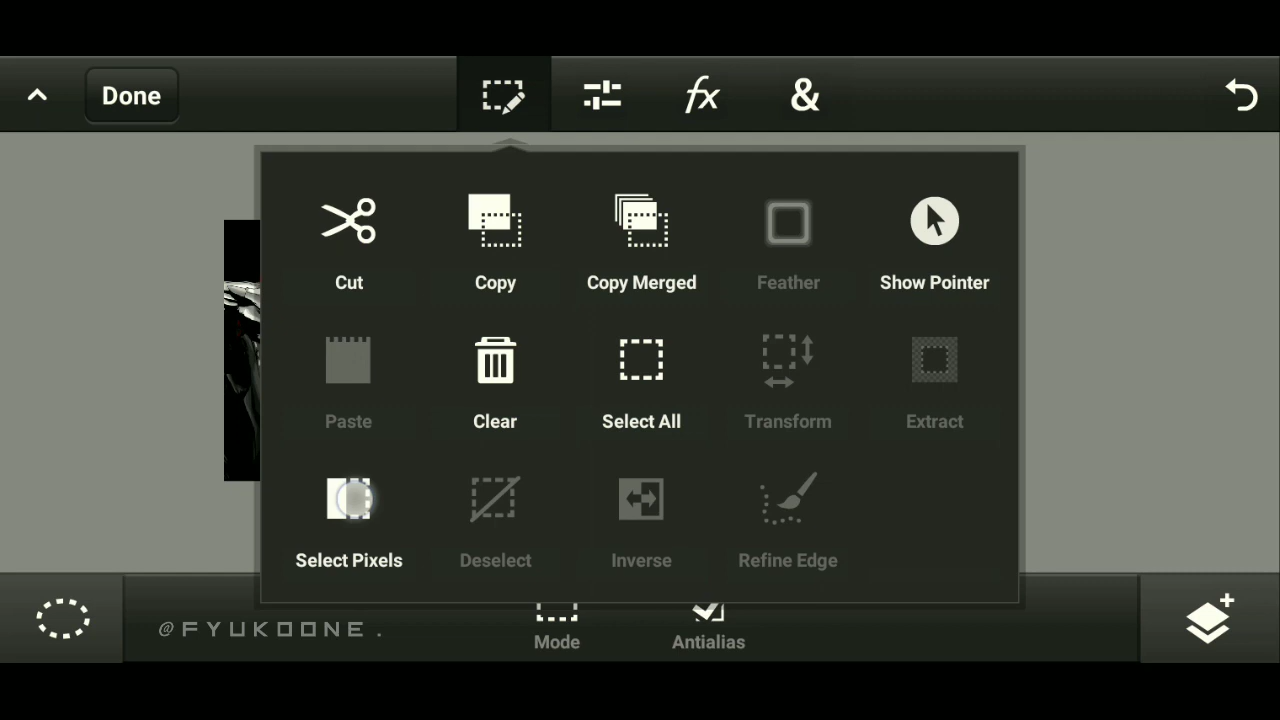 Done
fx
&
Cut
Copy
Copy Merged
Feather
Show Pointer
Paste
Clear
Select All
Transform
Extract
Select Pixels
Deselect
Inverse
Refine Edge
@FYUKOONE.
Mode
Antialias